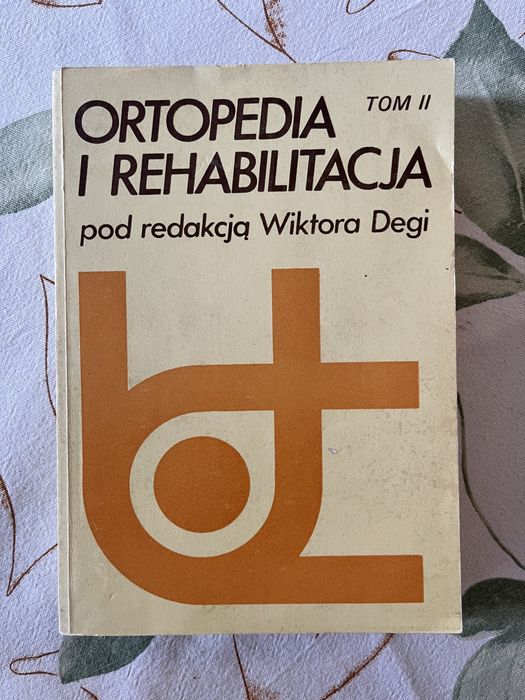 ORTOPEDIA TOM II
I REHABILITACJA
pod redakcją Wiktora Degi